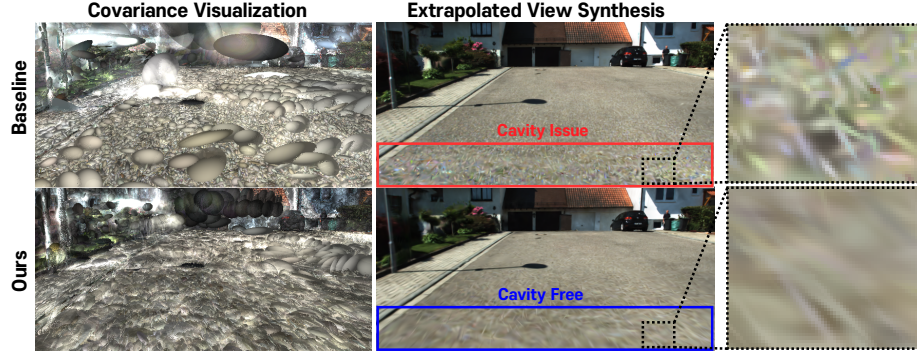 Covariance Visualization
Extrapolated View Synthesis
Baseline
Cavity Issue
Ours
Cavity Free